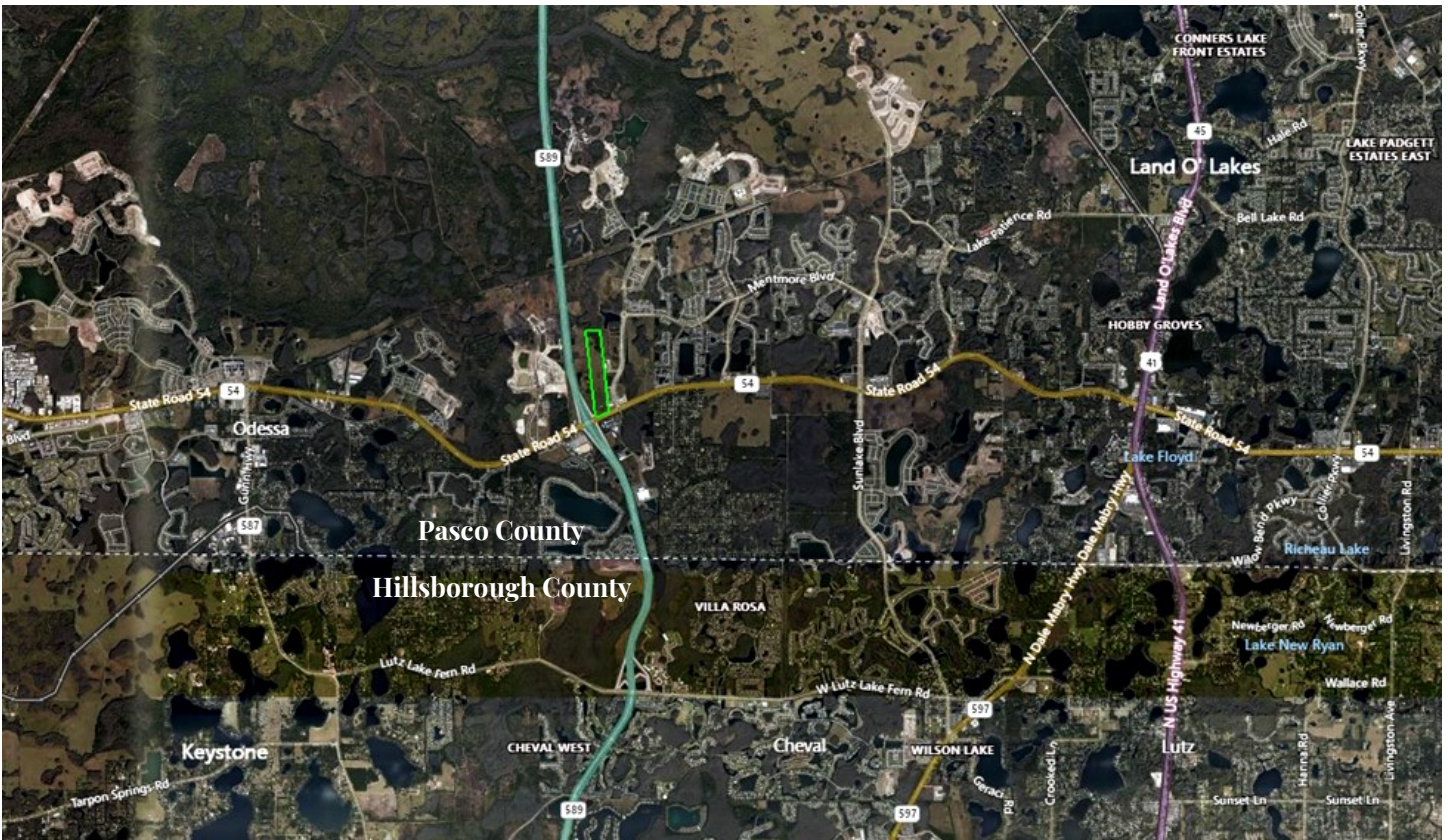 CONNERS LAKE
FRONT ESTATES
Collier Pkwy
45
Hale Rd
589
LAKE PADGETT
ESTATES EAST
Land O' Lakes
Bell Lake Rd
Lake Patience Rd
Land O'Lakes Blvd
Mentmore Blvd
HOBBY GROVES
41
State Road 54
54
54
State Road 54
Blvd
Odessa
State Road 54
State Road 54
54
Gunn Hwy
Sunlake Blvd
Lake Floyd
Collier Pkwy
Livingston Rd
587
Pasco County
Willow Bend Pkwy
Richeau Lake
Hillsborough County
N Dale Mabry Hwy Dale Mabry Hwy
VILLA ROSA
Newberger Rd
Newberger Rd
Lake New Ryan
Lutz Lake Fern Rd
W Lutz Lake Fern Rd
Wallace Rd
N US Highway 41
597
Keystone
CHEVAL WEST
Cheval
WILSON LAKE
Lutz
Crooked Ln
Hanna Rd
Livingston Ave
Tarpon Springs Rd
Geraci Rd
589
597
Sunset Ln
Sunset Ln